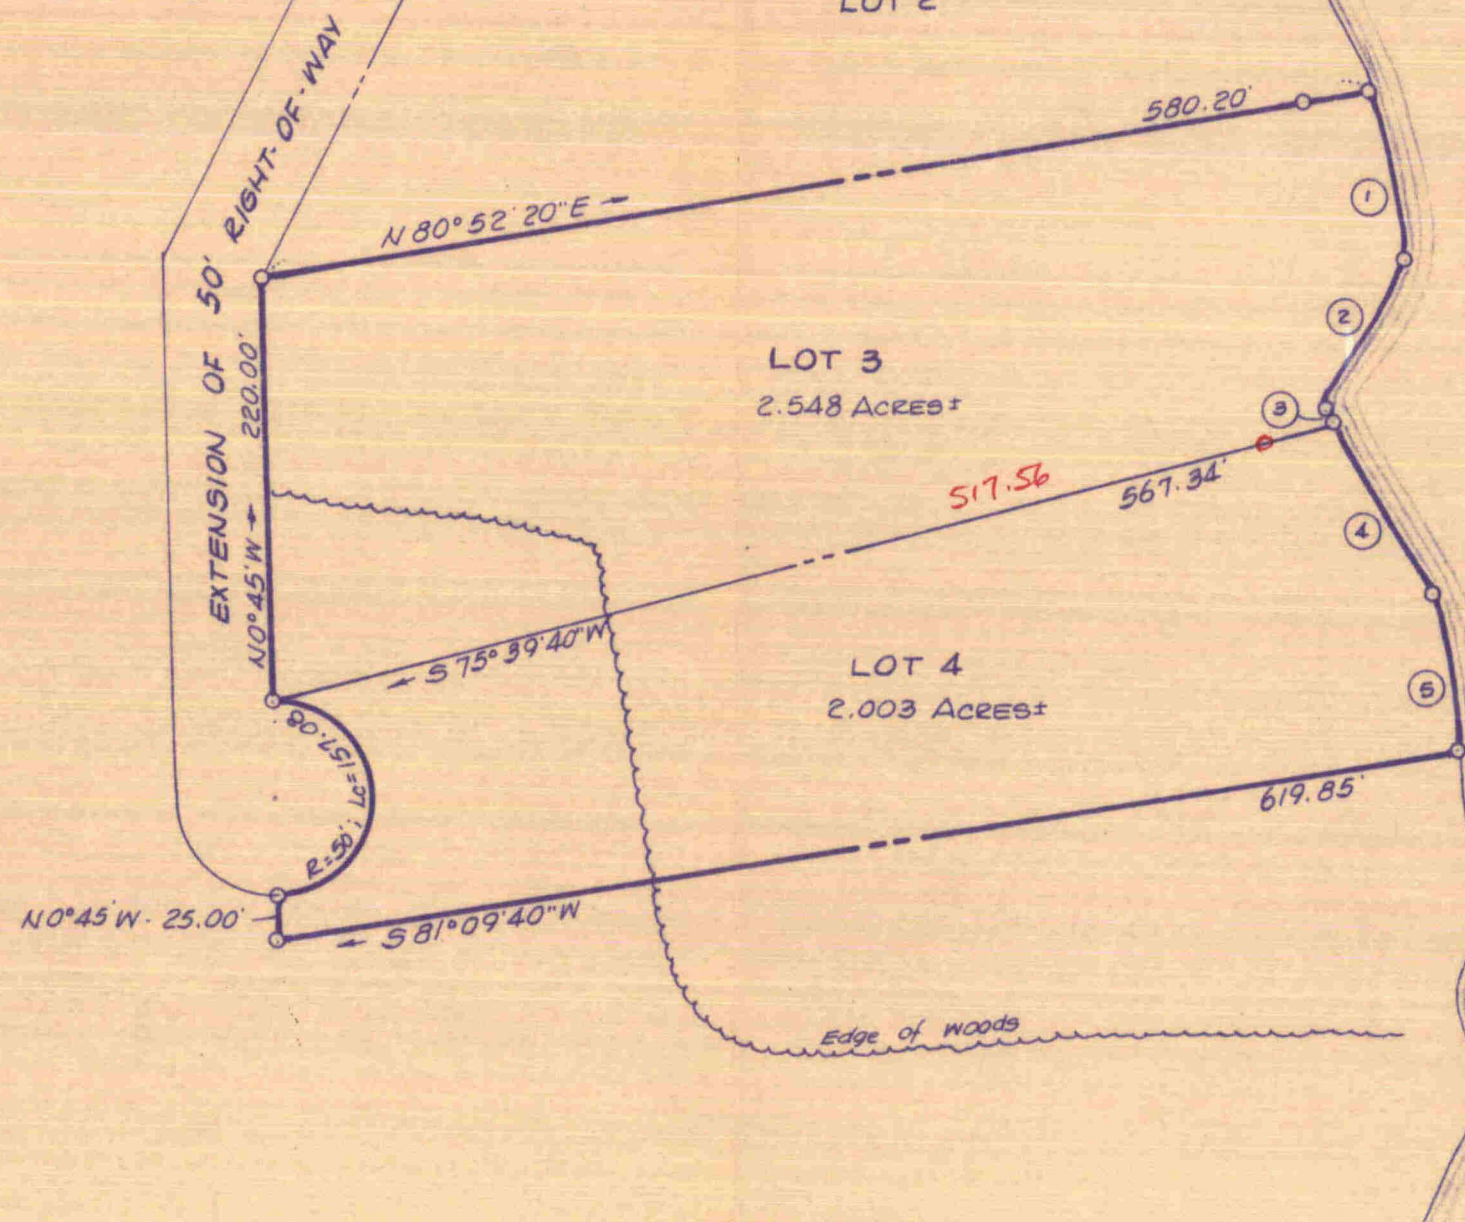 LOT 2
EXTENSION OF 50' RIGHT-OF-WAY
580.20'
N 80°52'20"E
1
2
220.00'
LOT 3
2.548 ACRES±
3
517.56
567.34'
N0°45'W
4
S 75°39'40"W
LOT 4
2.003 ACRES±
5
R=50'; Lc=157.08
619.85'
N0°45'W - 25.00'
S 81°09'40"W
Edge of woods